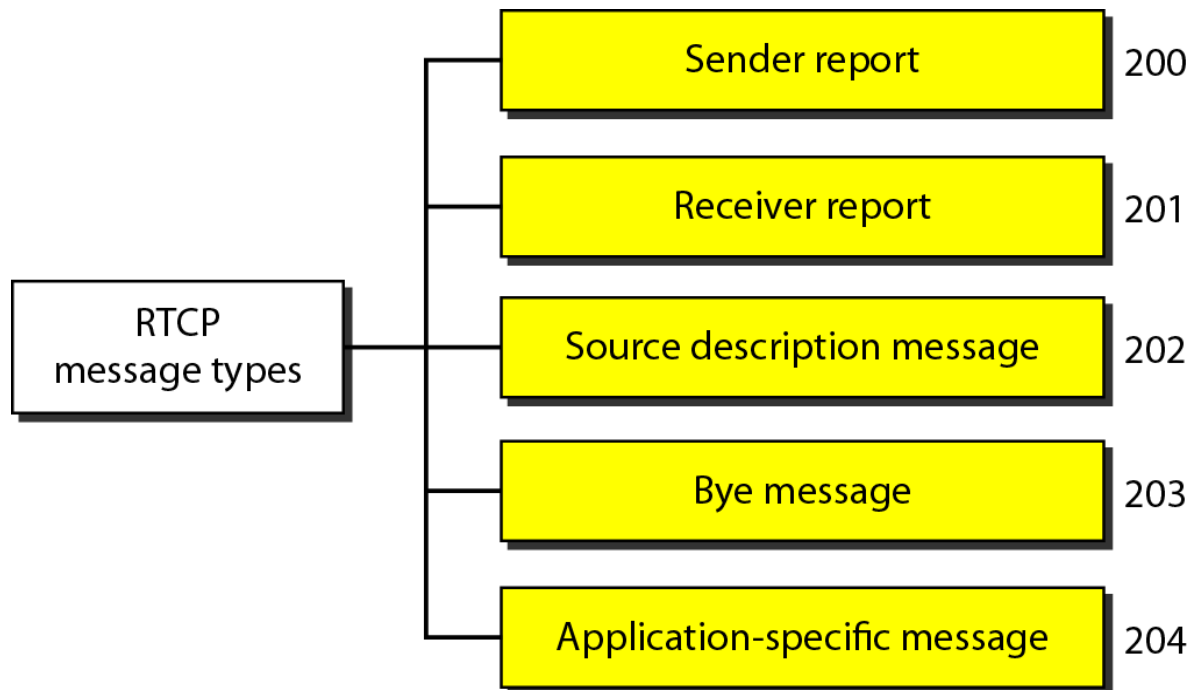 Sender report 200
Receiver report 201
RTCP
message types
Source description message 202
Bye message 203
Application-specific message 204